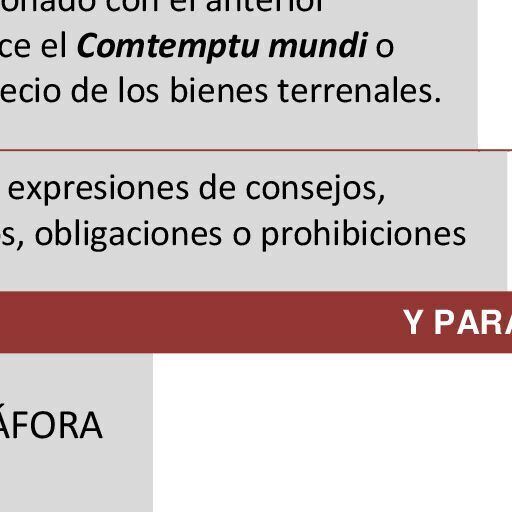 onado con el anterior
ce el Comtemptu mundi o
ecio de los bienes terrenales.
expresiones de consejos,
s, obligaciones o prohibiciones
Y PARA
ÁFORA